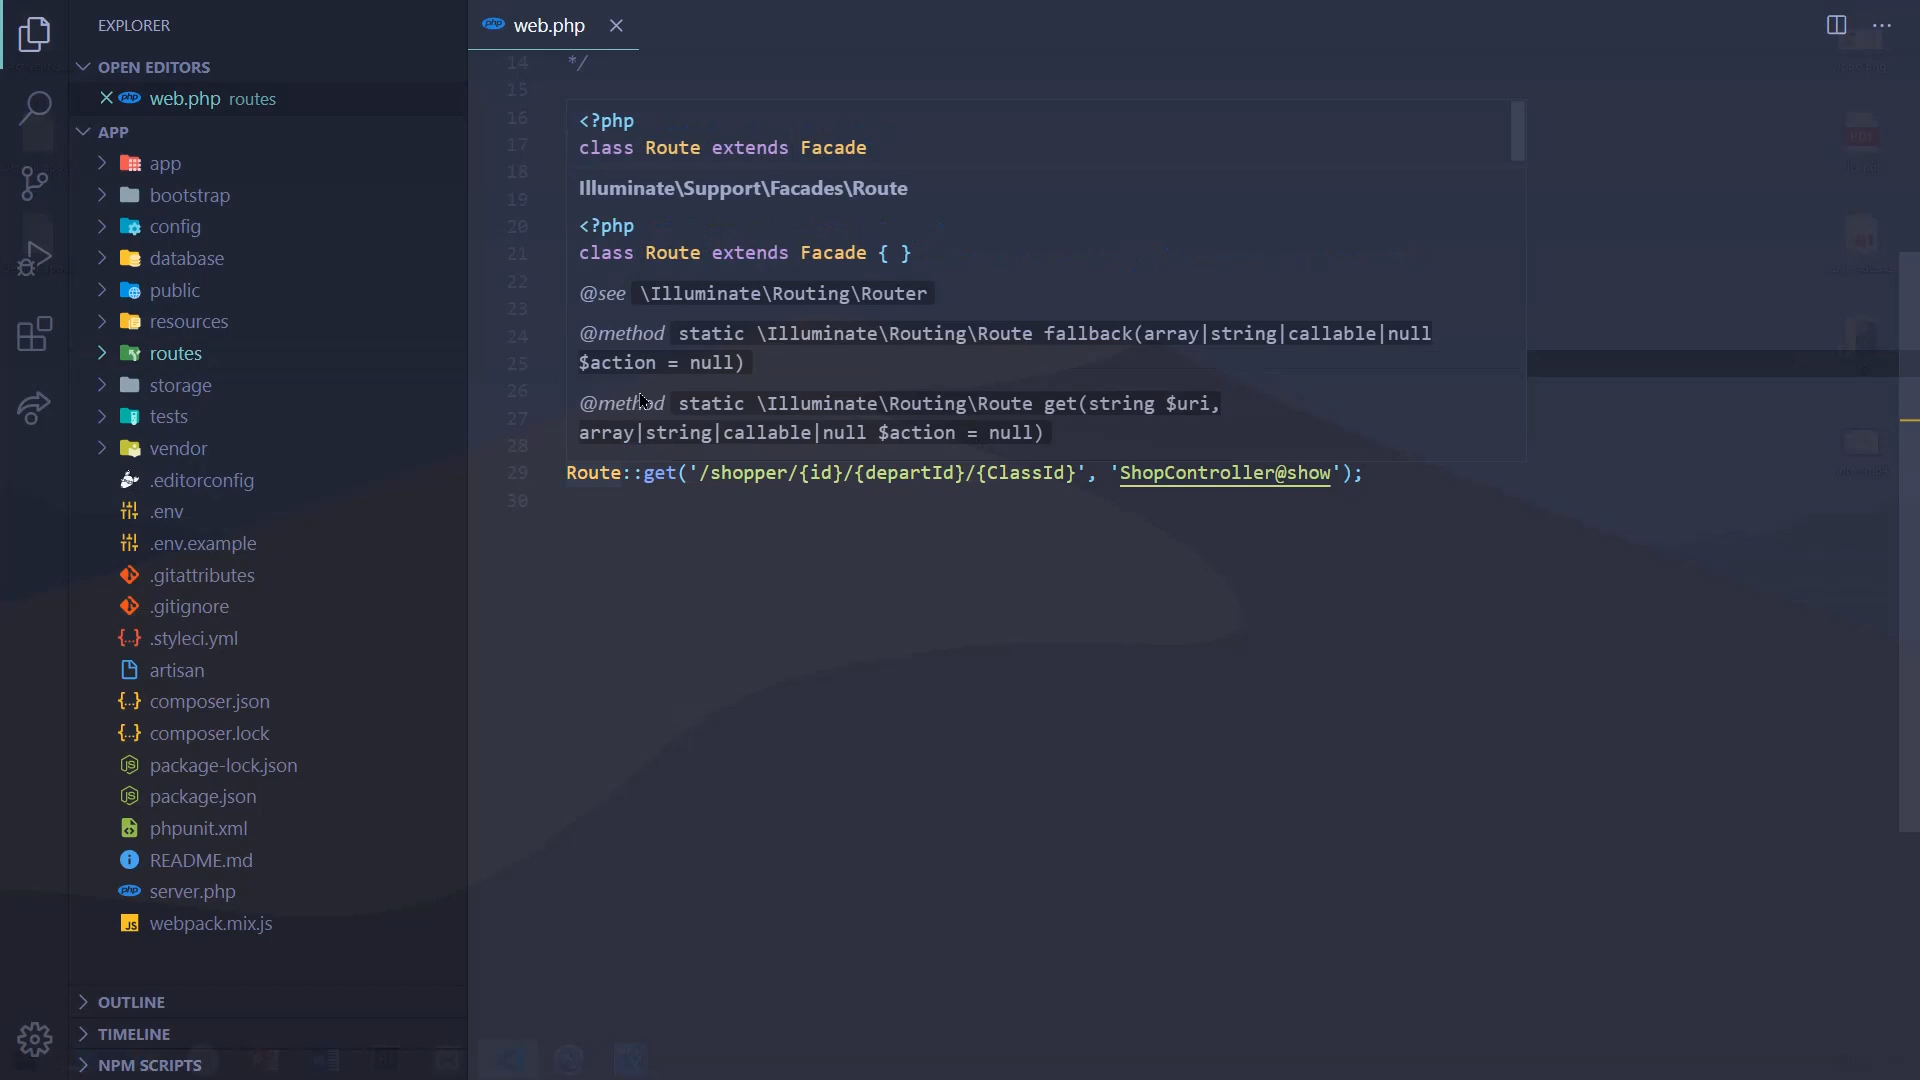 EXPLORER
OPEN EDITORS
web.php routes
APP
app
bootstrap
config
database
public
resources
routes
storage
tests
vendor
.editorconfig
.env
.env.example
.gitattributes
.gitignore
.styleci.yml
artisan
composer.json
composer.lock
package-lock.json
package.json
phpunit.xml
README.md
server.php
webpack.mix.js
OUTLINE
TIMELINE
NPM SCRIPTS
web.php
14 */
15
16
17
18
19
20
21
22
23
24
25
26
27
28
<?php
class Route extends Facade
Illuminate\Support\Facades\Route
<?php
class Route extends Facade { }
@see \Illuminate\Routing\Router
@method static \Illuminate\Routing\Route fallback(array|string|callable|null
$action = null)
@method static \Illuminate\Routing\Route get(string $uri,
array|string|callable|null $action = null)
29 Route::get('/shopper/{id}/{departId}/{ClassId}', 'ShopController@show');
30